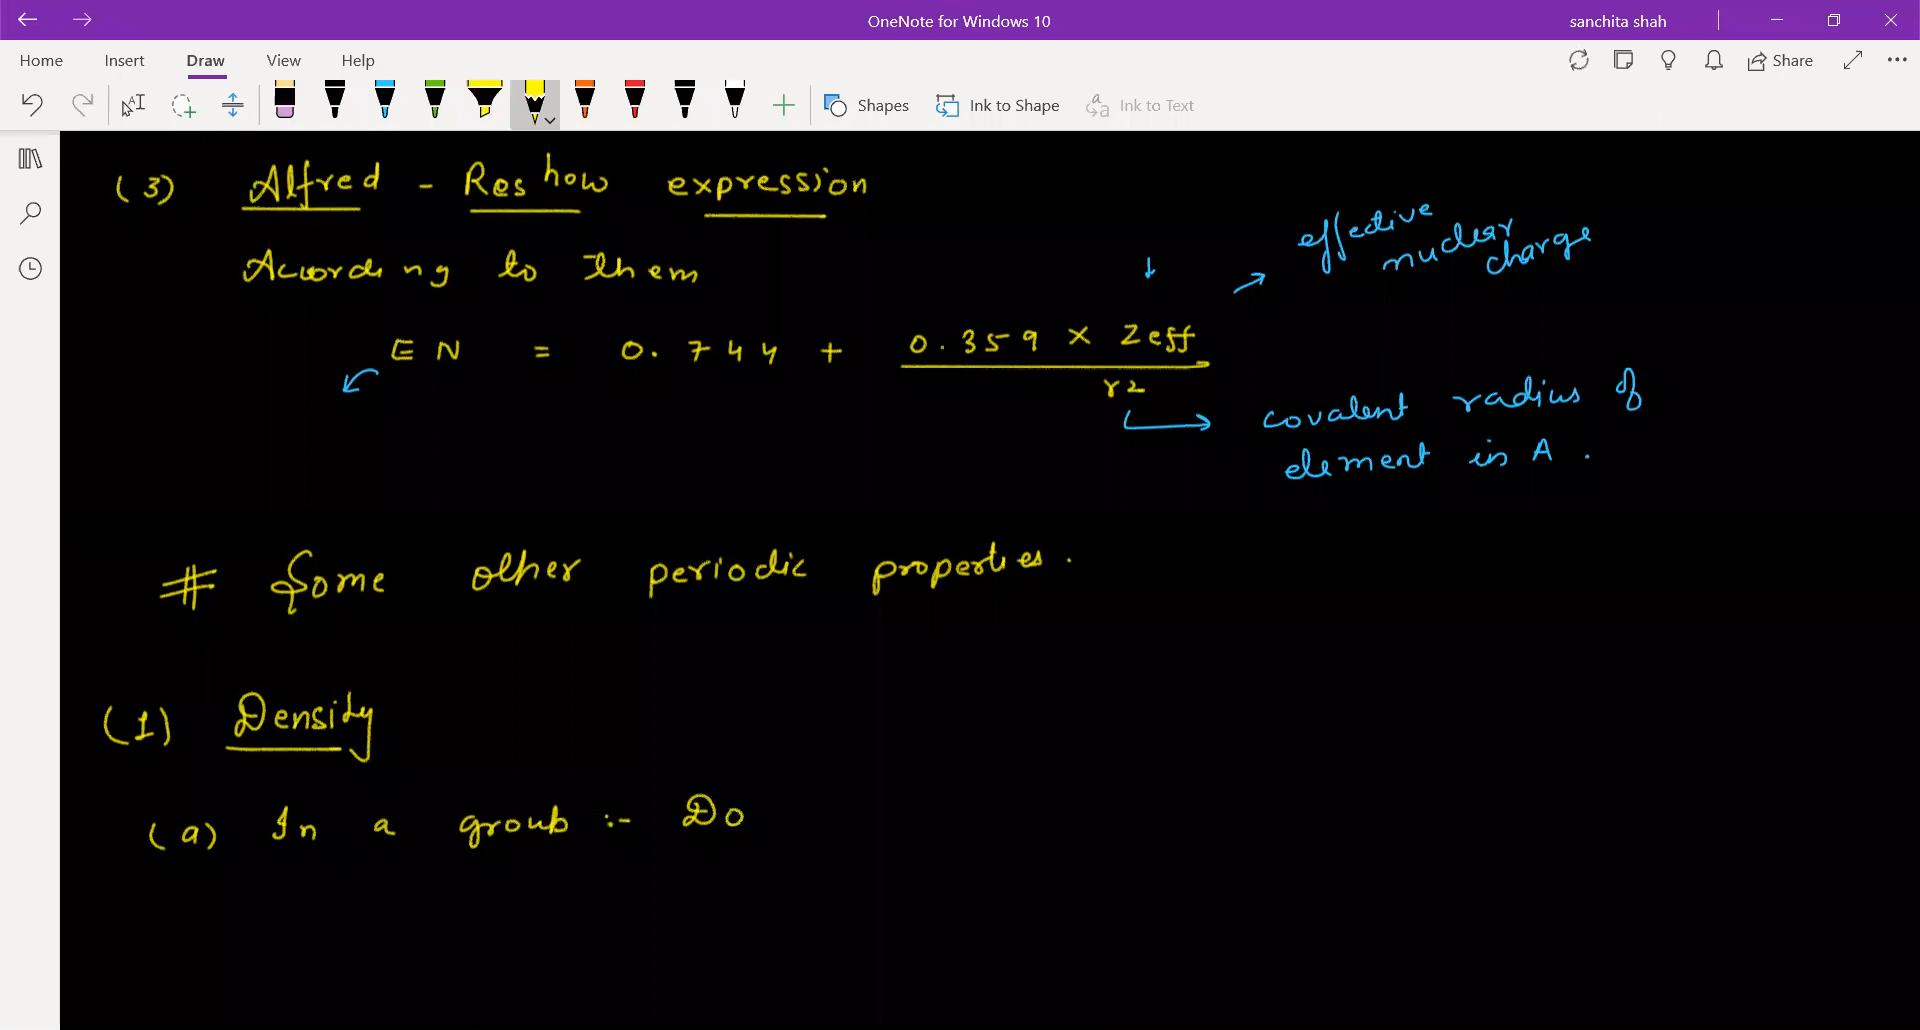 OneNote for Windows 10
sanchita shah
Home Insert Draw View Help
Share
Shapes Ink to Shape Ink to Text
(3) Alfred - Reshow expression
According to them
effective nuclear charge
EN = 0.744 + 0.359 × Zeff
r2
covalent radius of
element in A .
# Some other periodic properties.
(1) Density
(a) In a group :- Do